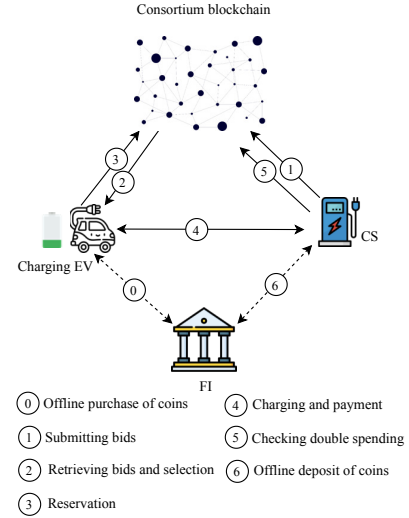 Consortium blockchain
3
2
1
5
4
Charging EV
CS
0
6
FI
0 Offline purchase of coins
4 Charging and payment
1 Submitting bids
5 Checking double spending
2 Retrieving bids and selection
6 Offline deposit of coins
3 Reservation